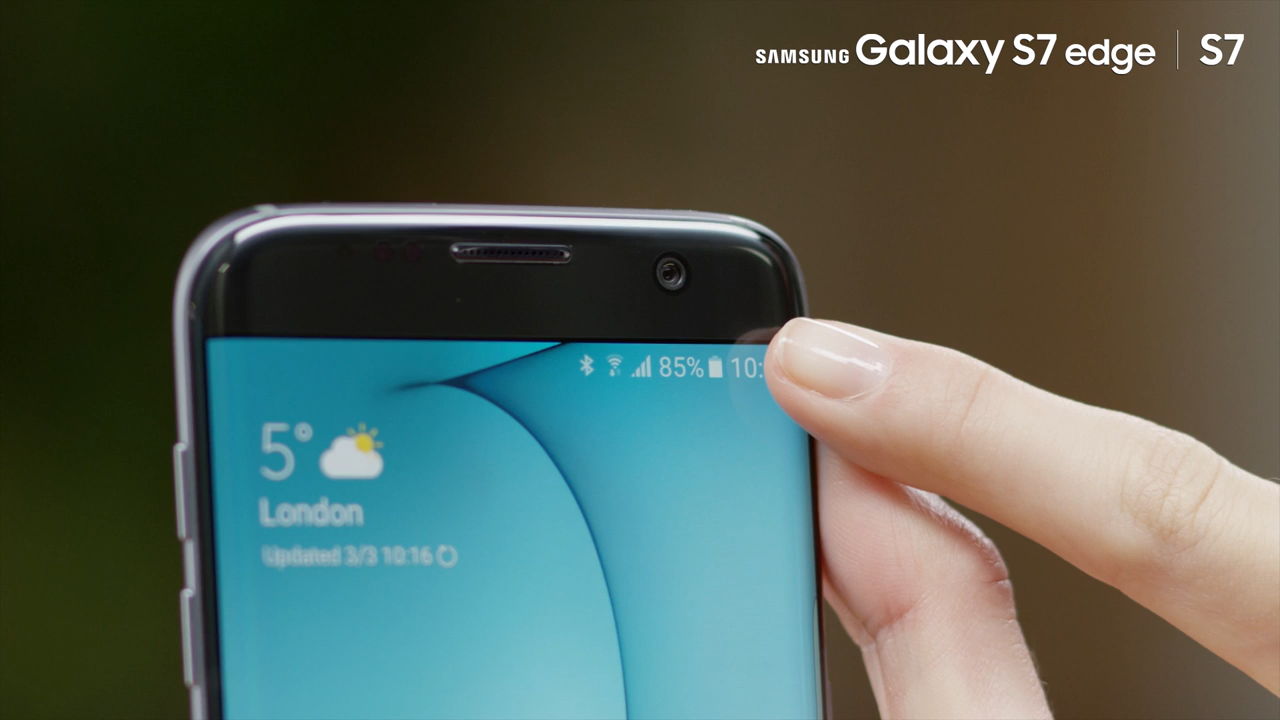 SAMSUNG Galaxy S7 edge | S7
85% 10:
5°
London
Updated 3/3 10:16